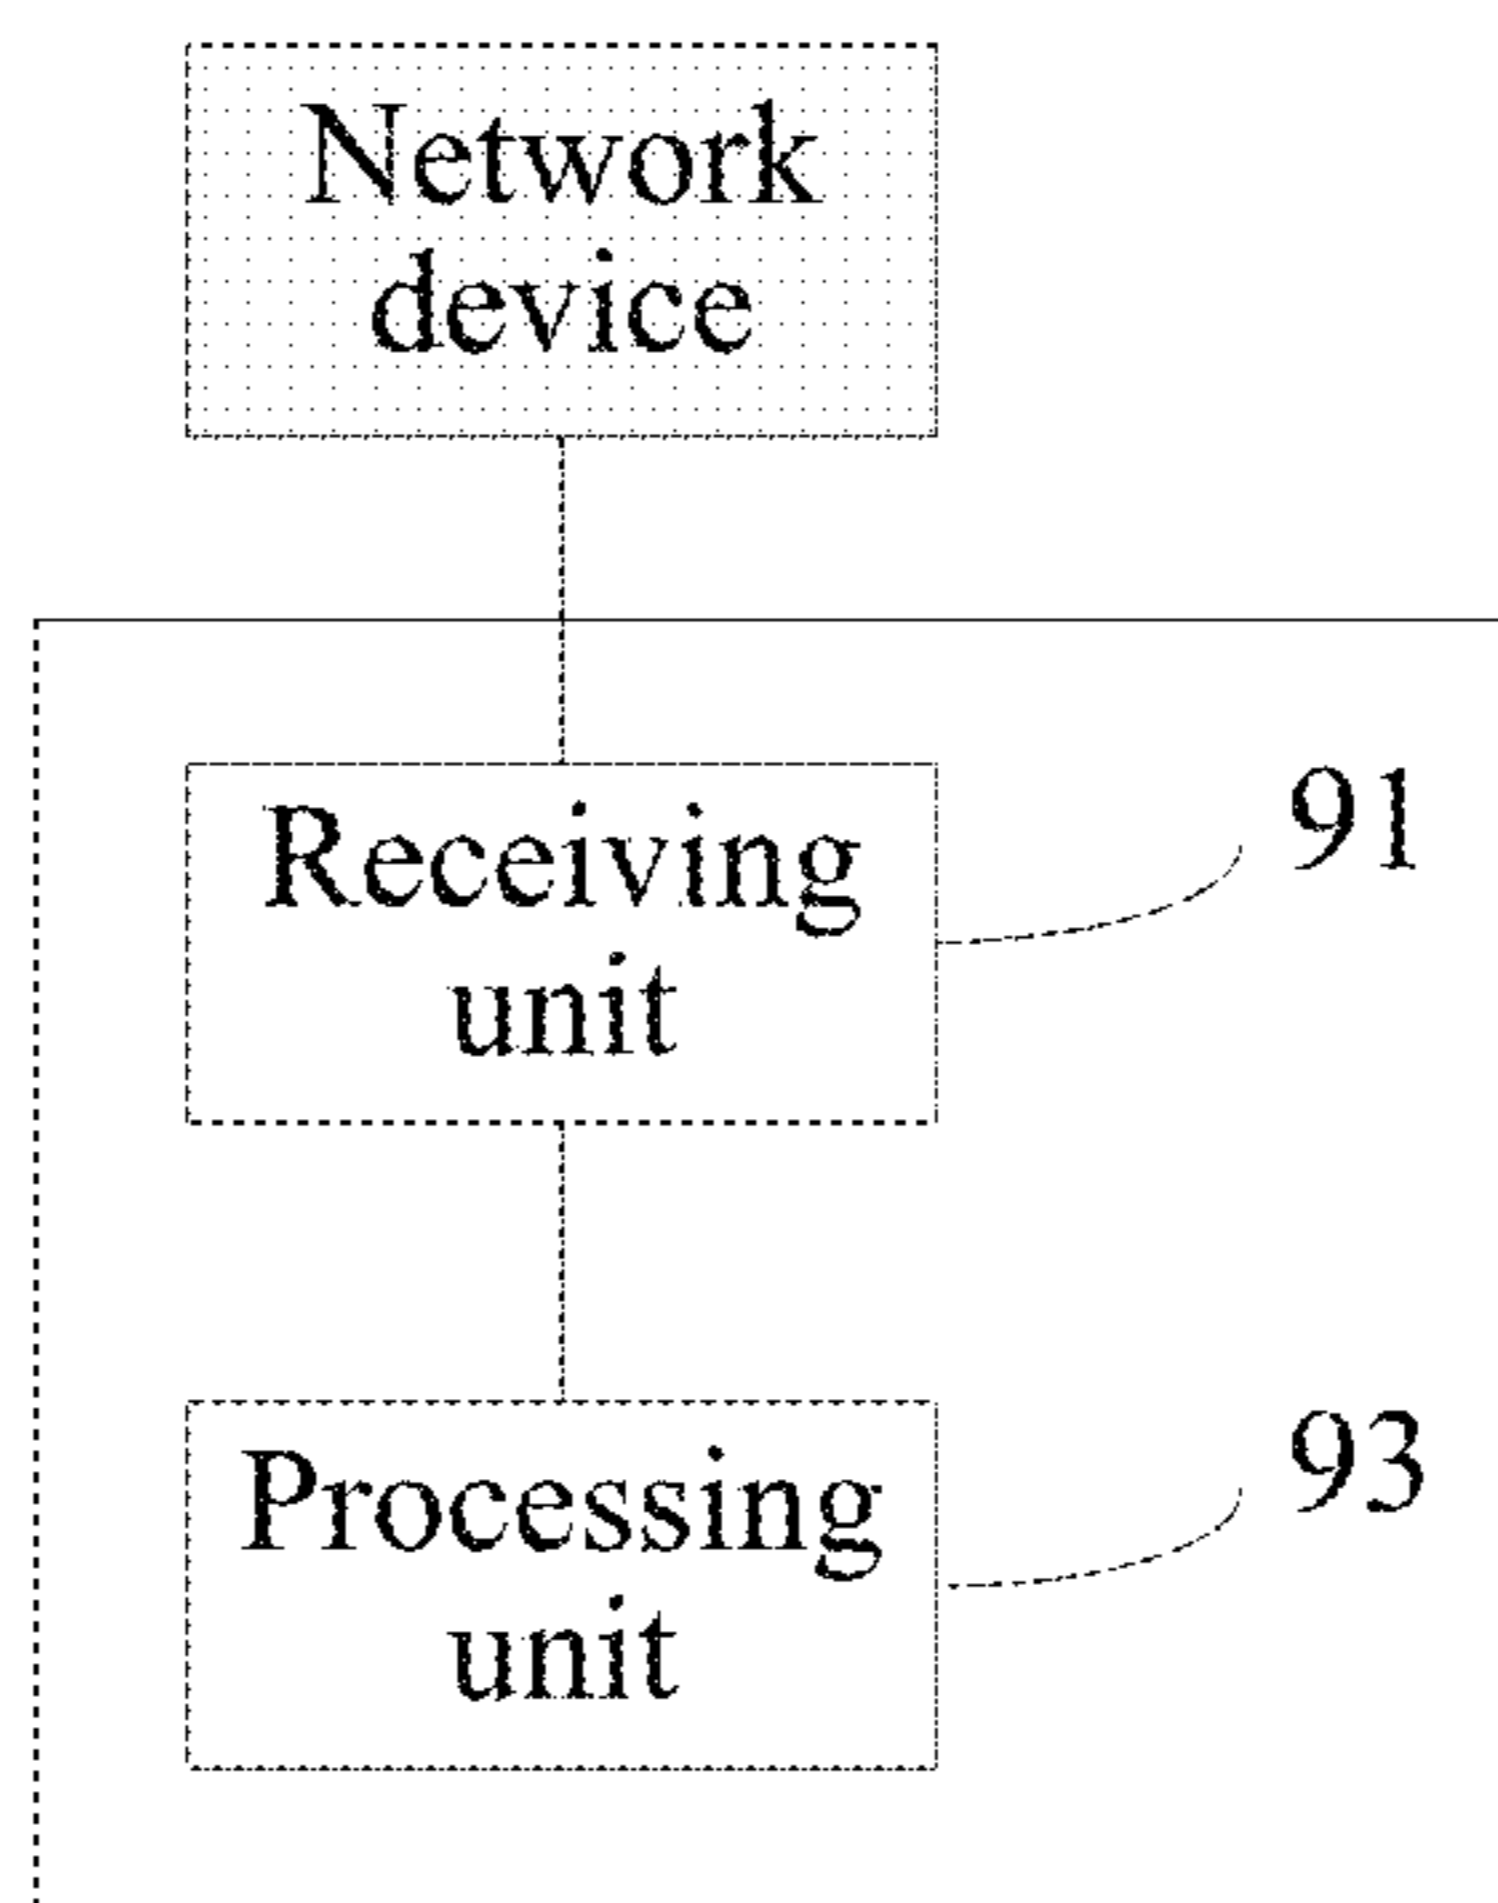 Network
device
Receiving
unit
91
Processing
unit
93